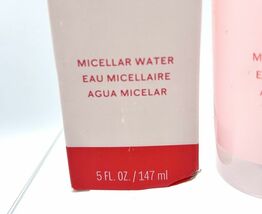 MICELLAR WATER
EAU MICELLAIRE
AGUA MICELAR
5 FL. OZ. / 147 ml
M
E
A